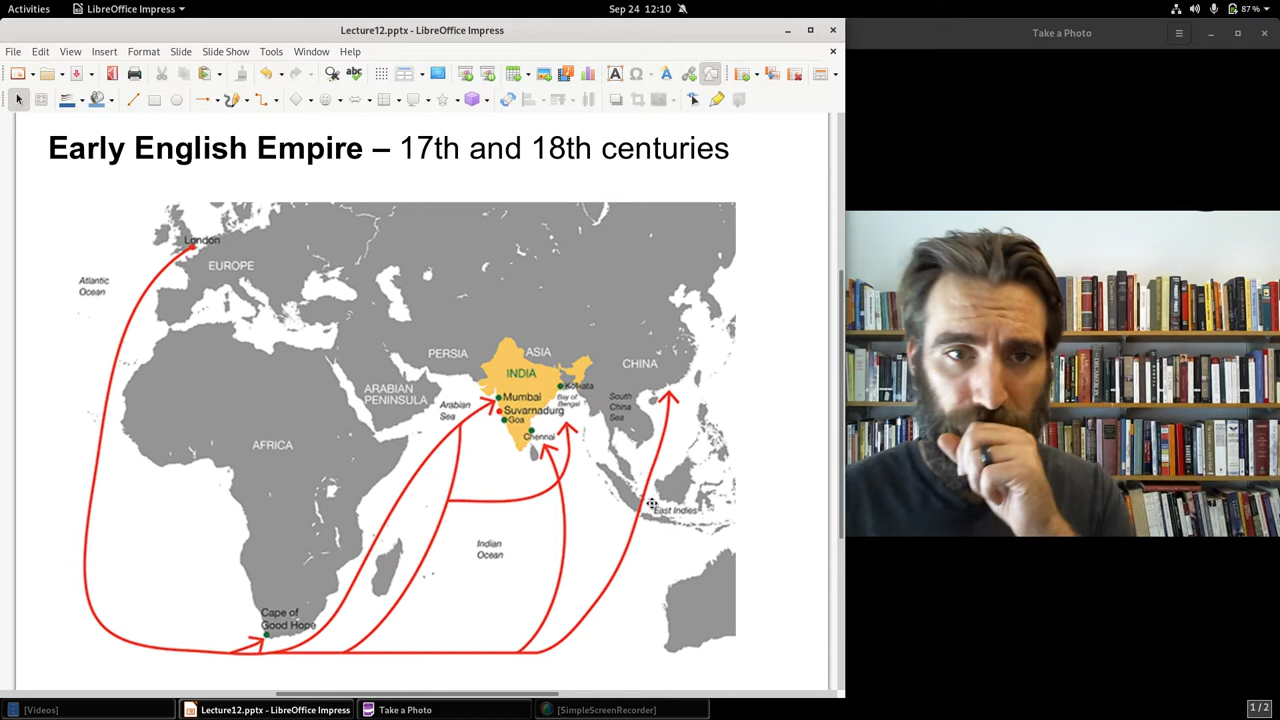 Activities
LibreOffice Impress
Sep 24 12:10
87%
Lecture12.pptx - LibreOffice Impress
Take a Photo
File Edit View Insert Format Slide Slide Show Tools Window Help
Early English Empire – 17th and 18th centuries
London
Atlantic
Ocean
EUROPE
PERSIA
ASIA
CHINA
INDIA
ARABIAN
PENINSULA
Arabian
Sea
Mumbai
Suvarnadurg
Goa
Chennai
Kolkata
Bay of
Bengal
South
China
Sea
AFRICA
East Indies
Indian
Ocean
Cape of
Good Hope
[Videos]
Lecture12.pptx - LibreOffice Impress
Take a Photo
[SimpleScreenRecorder]
1/2